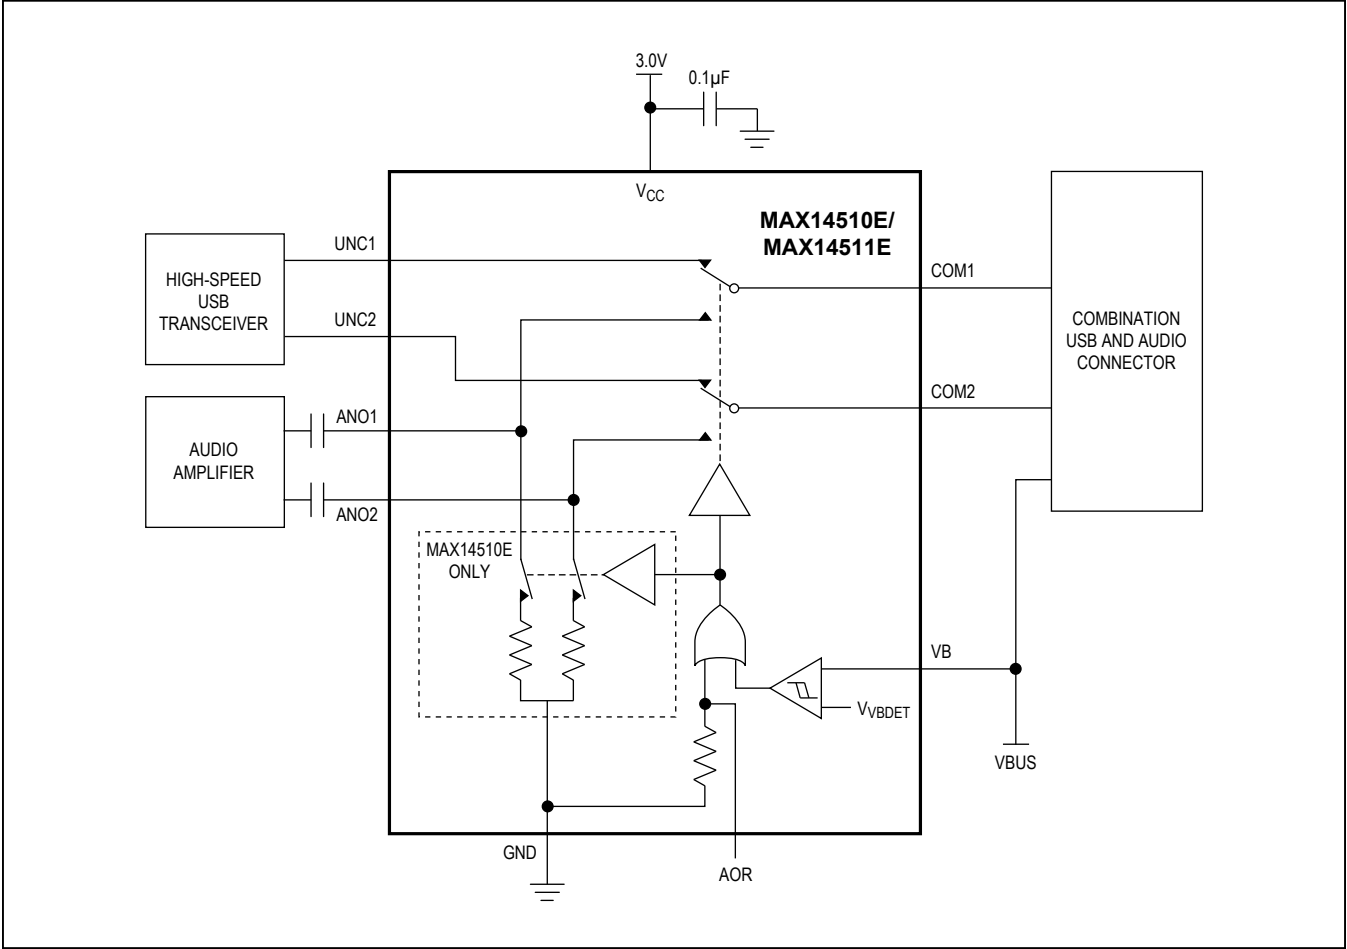 3.0V
0.1µF
VCC
MAX14510E/
MAX14511E
UNC1
HIGH-SPEED
USB
TRANSCEIVER
UNC2
COM1
COMBINATION
USB AND AUDIO
CONNECTOR
COM2
ANO1
AUDIO
AMPLIFIER
ANO2
MAX14510E
ONLY
VB
VVBDET
VBUS
GND
AOR